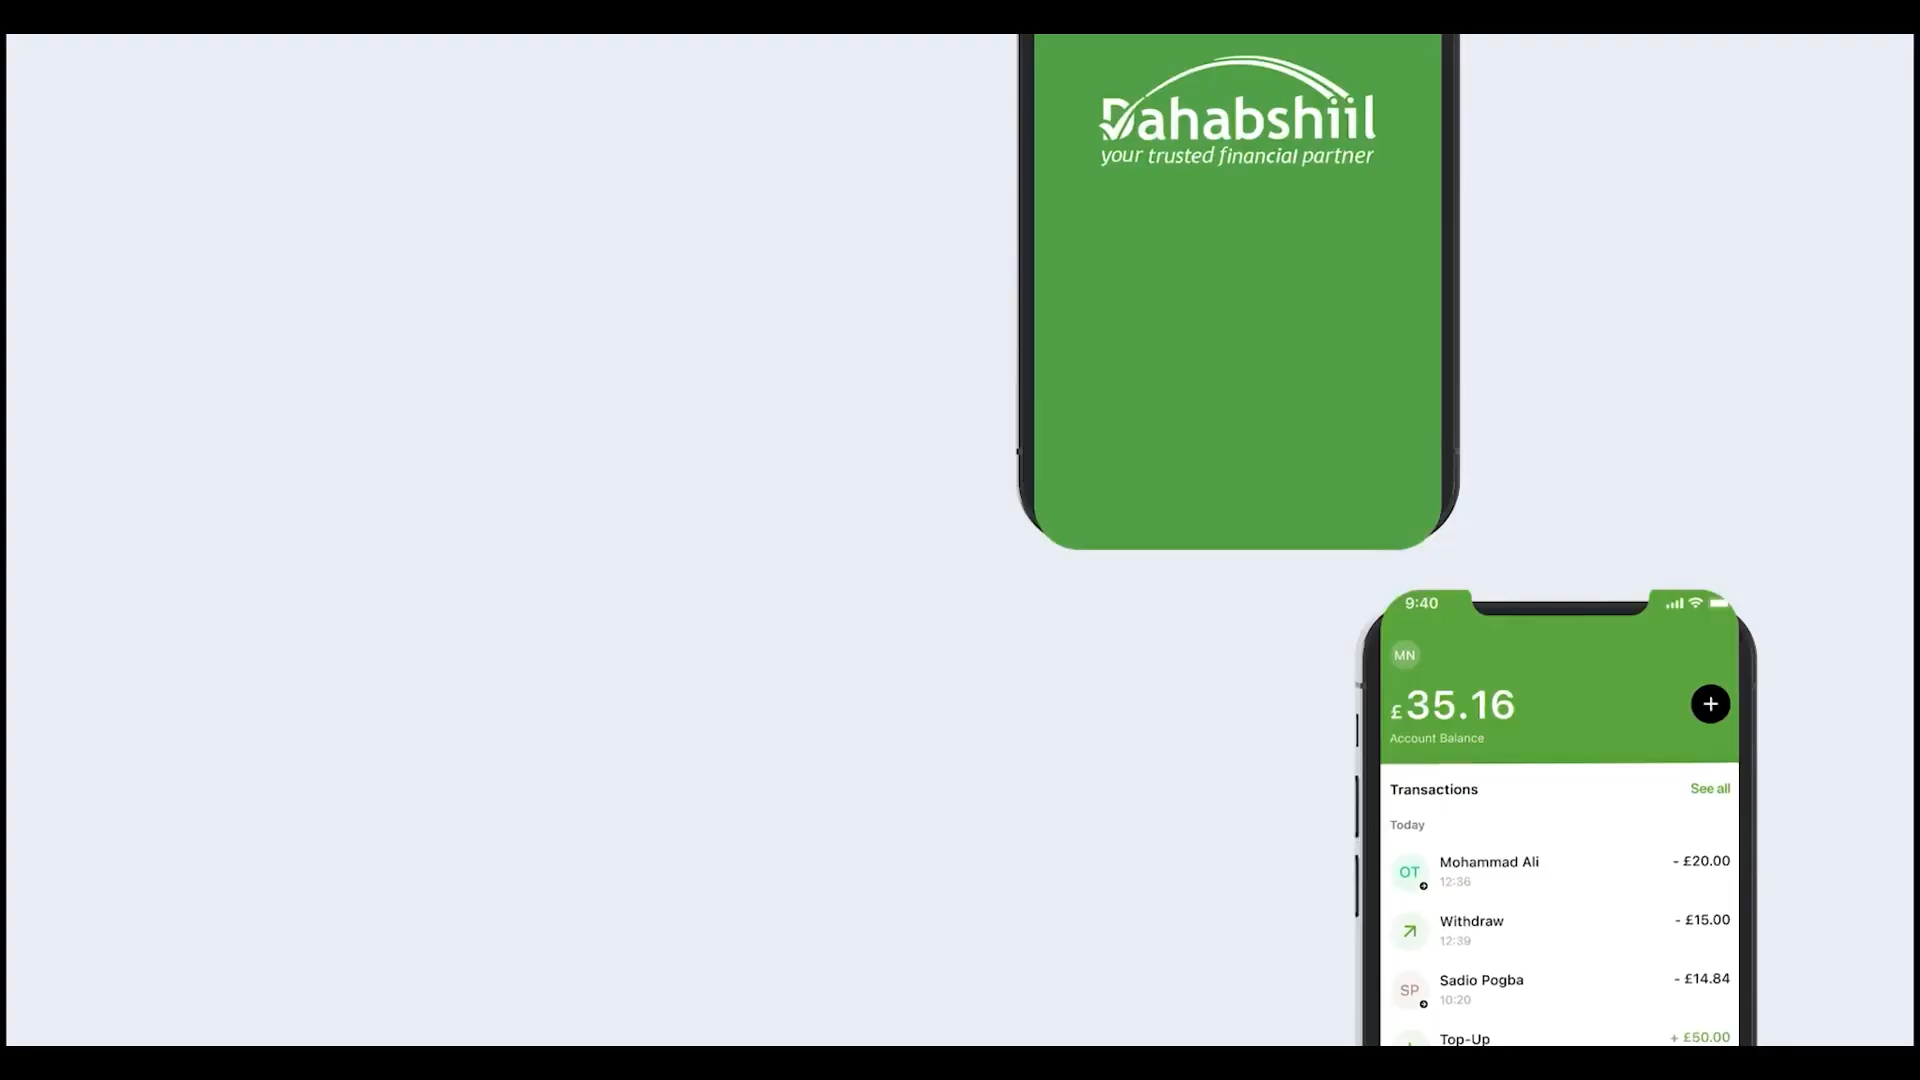 Dahabshiil
your trusted financial partner
9:40
MN
£35.16
+
Account Balance
Transactions See all
Today
OT Mohammad Ali - £20.00
12:36
Withdraw - £15.00
12:39
SP Sadio Pogba - £14.84
10:20
Top-Up + £50.00